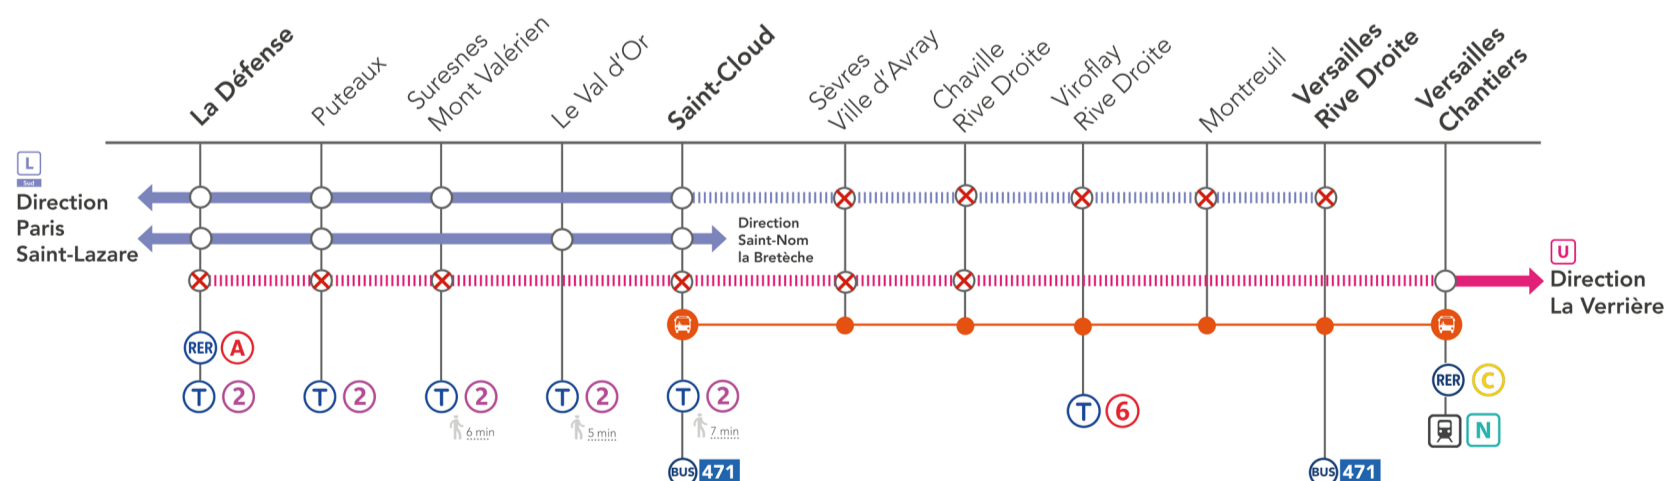 La Défense
Puteaux
Suresnes
Mont Valérien
Le Val d'Or
Saint-Cloud
Sèvres
Ville d'Avray
Chaville
Rive Droite
Viroflay
Rive Droite
Montreuil
Versailles
Rive Droite
Versailles
Chantiers
L
Sud
Direction
Paris
Saint-Lazare
Direction
Saint-Nom
la Bretèche
U
Direction
La Verrière
RER A
T 2
T 2
T 2
6 min
T 2
5 min
T 2
7 min
BUS 471
T 6
BUS 471
RER C
N